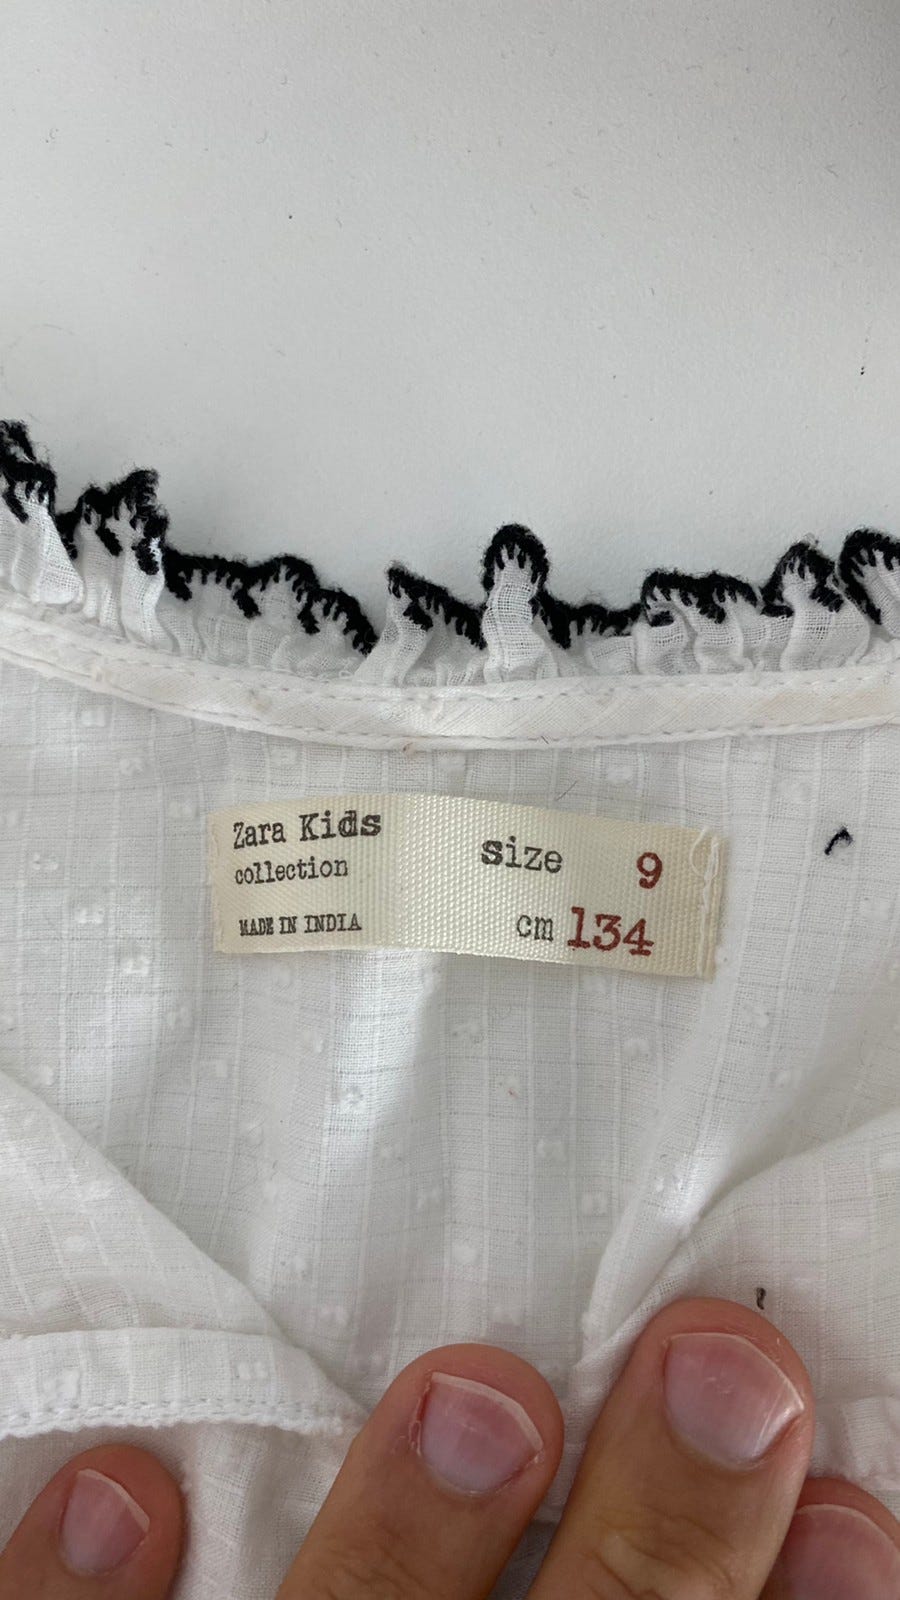 Zara Kids
collection
MADE IN INDIA
Size 9
cm 134